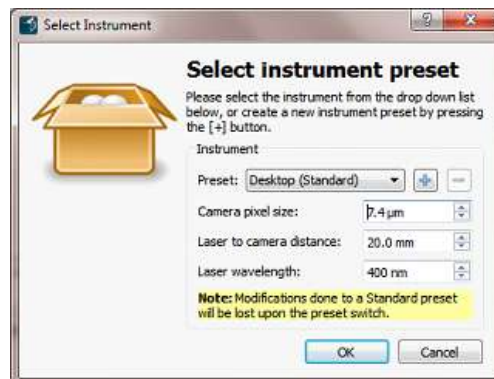 Select Instrument
Select instrument preset
Please select the instrument from the drop down list
below, or create a new instrument preset by pressing
the [+] button.
Instrument
Preset: Desktop (Standard)
Camera pixel size: 7.4 µm
Laser to camera distance: 20.0 mm
Laser wavelength: 400 nm
Note: Modifications done to a Standard preset
will be lost upon the preset switch.
OK Cancel